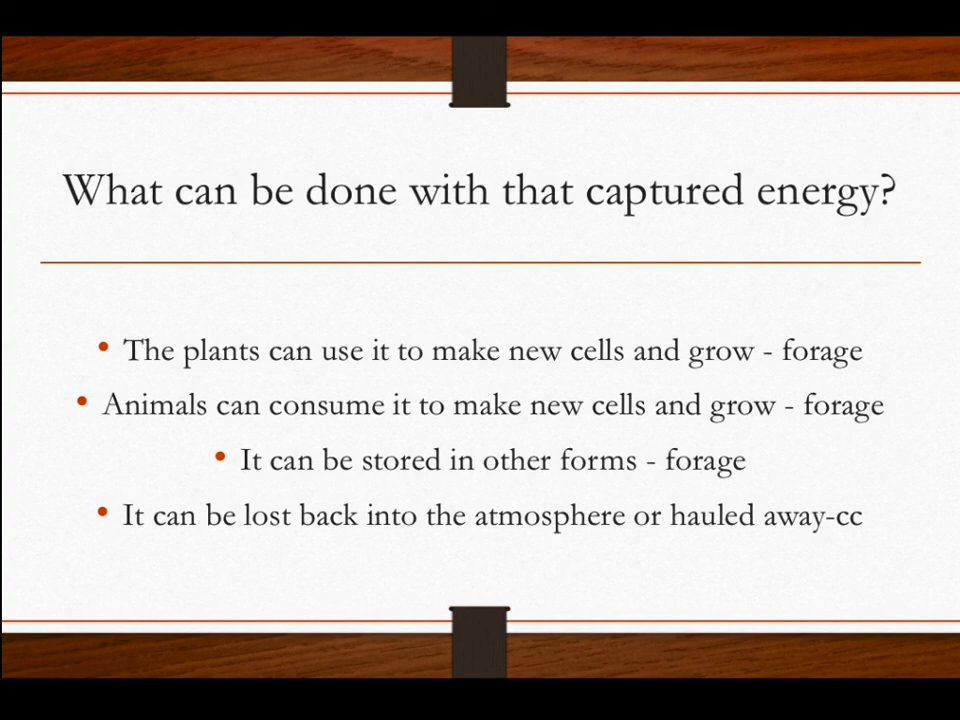 What can be done with that captured energy?
• The plants can use it to make new cells and grow - forage
• Animals can consume it to make new cells and grow - forage
• It can be stored in other forms - forage
• It can be lost back into the atmosphere or hauled away-cc